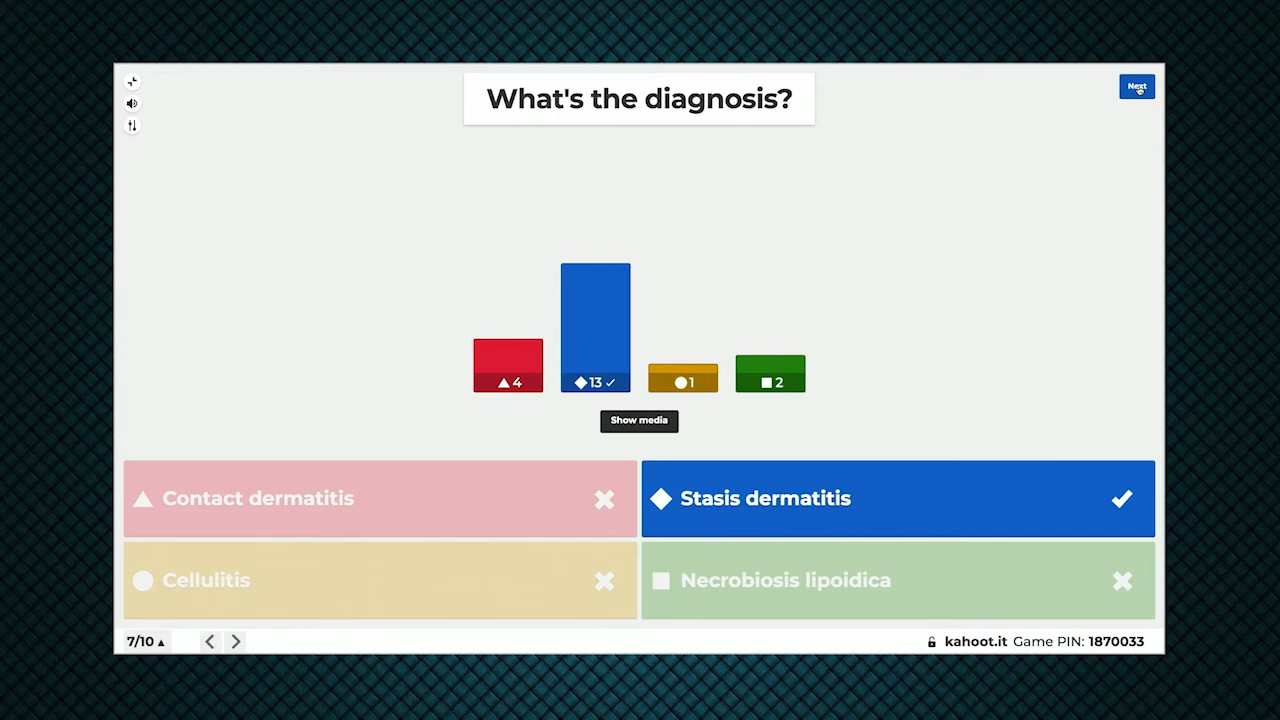 What's the diagnosis?
Next
4
13
1
2
Show media
Contact dermatitis
Stasis dermatitis
Cellulitis
Necrobiosis lipoidica
7/10
kahoot.it Game PIN: 1870033